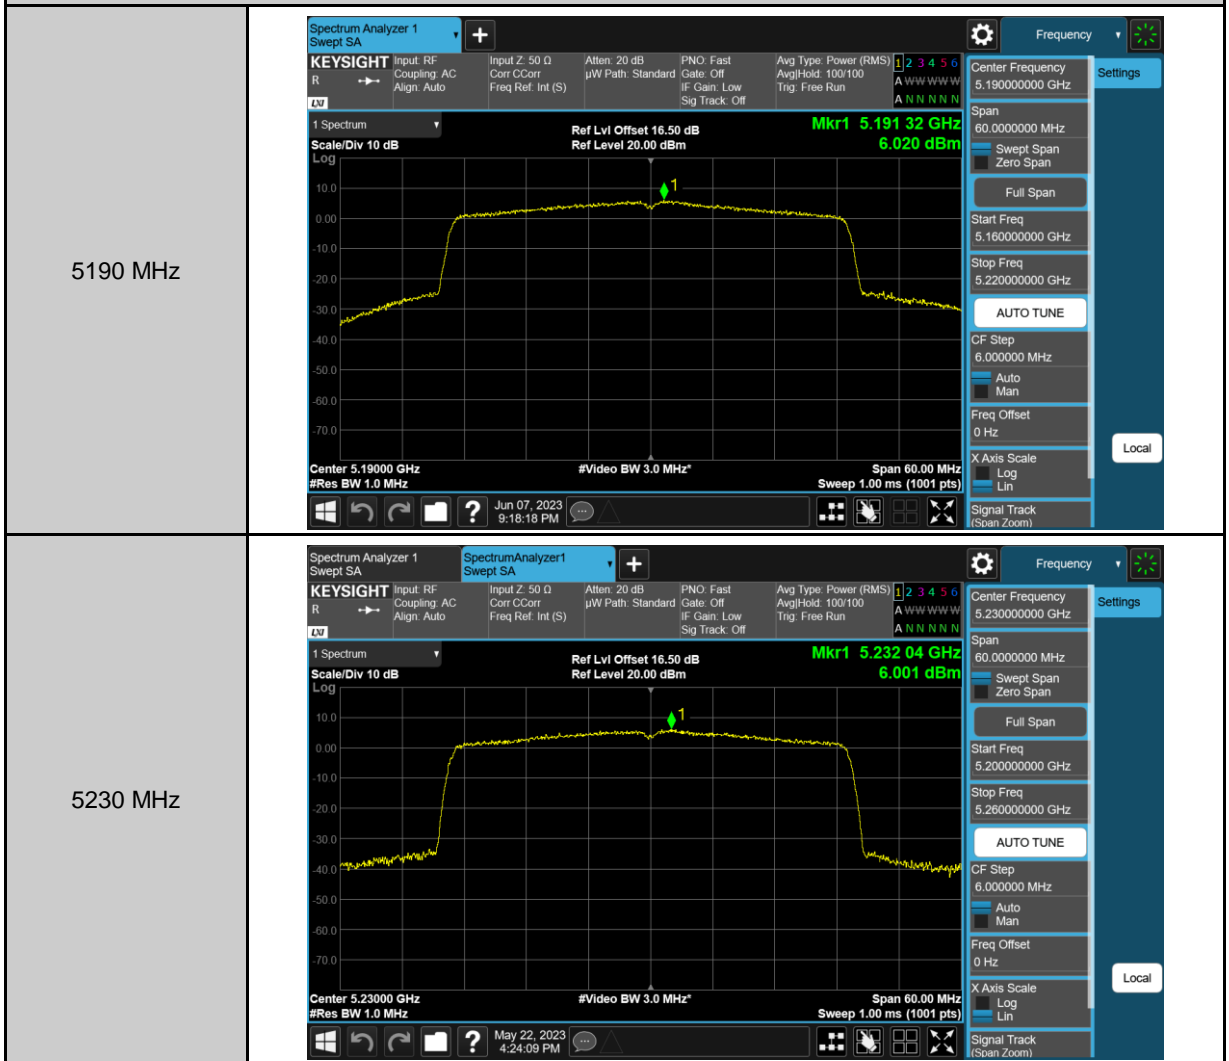 5190 MHz
Spectrum Analyzer 1
Swept SA
Frequency
KEYSIGHT
R
LXI
Input: RF
Coupling: AC
Align: Auto
Input Z: 50 Ω
Corr CCorr
Freq Ref: Int (S)
Atten: 20 dB
µW Path: Standard
PNO: Fast
Gate: Off
IF Gain: Low
Sig Track: Off
Avg Type: Power (RMS)
Avg|Hold: 100/100
Trig: Free Run
1 2 3 4 5 6
A W W W W W
A N N N N N
Center Frequency
5.190000000 GHz
Settings
1 Spectrum
Scale/Div 10 dB
Ref Lvl Offset 16.50 dB
Ref Level 20.00 dBm
Mkr1 5.191 32 GHz
6.020 dBm
Log
10.0
0.00
-10.0
-20.0
-30.0
-40.0
-50.0
-60.0
-70.0
1
Center 5.19000 GHz
#Res BW 1.0 MHz
#Video BW 3.0 MHz*
Span 60.00 MHz
Sweep 1.00 ms (1001 pts)
Span
60.0000000 MHz
Swept Span
Zero Span
Full Span
Start Freq
5.160000000 GHz
Stop Freq
5.220000000 GHz
AUTO TUNE
CF Step
6.000000 MHz
Auto
Man
Freq Offset
0 Hz
X Axis Scale
Log
Lin
Signal Track
(Span Zoom)
Local
?
Jun 07, 2023
9:18:18 PM
5230 MHz
Spectrum Analyzer 1
Swept SA
SpectrumAnalyzer1
Swept SA
Frequency
KEYSIGHT
R
LXI
Input: RF
Coupling: AC
Align: Auto
Input Z: 50 Ω
Corr CCorr
Freq Ref: Int (S)
Atten: 20 dB
µW Path: Standard
PNO: Fast
Gate: Off
IF Gain: Low
Sig Track: Off
Avg Type: Power (RMS)
Avg|Hold: 100/100
Trig: Free Run
1 2 3 4 5 6
A W W W W W
A N N N N N
Center Frequency
5.230000000 GHz
Settings
1 Spectrum
Scale/Div 10 dB
Ref Lvl Offset 16.50 dB
Ref Level 20.00 dBm
Mkr1 5.232 04 GHz
6.001 dBm
Log
10.0
0.00
-10.0
-20.0
-30.0
-40.0
-50.0
-60.0
-70.0
1
Center 5.23000 GHz
#Res BW 1.0 MHz
#Video BW 3.0 MHz*
Span 60.00 MHz
Sweep 1.00 ms (1001 pts)
Span
60.0000000 MHz
Swept Span
Zero Span
Full Span
Start Freq
5.200000000 GHz
Stop Freq
5.260000000 GHz
AUTO TUNE
CF Step
6.000000 MHz
Auto
Man
Freq Offset
0 Hz
X Axis Scale
Log
Lin
Signal Track
(Span Zoom)
Local
?
May 22, 2023
4:24:09 PM